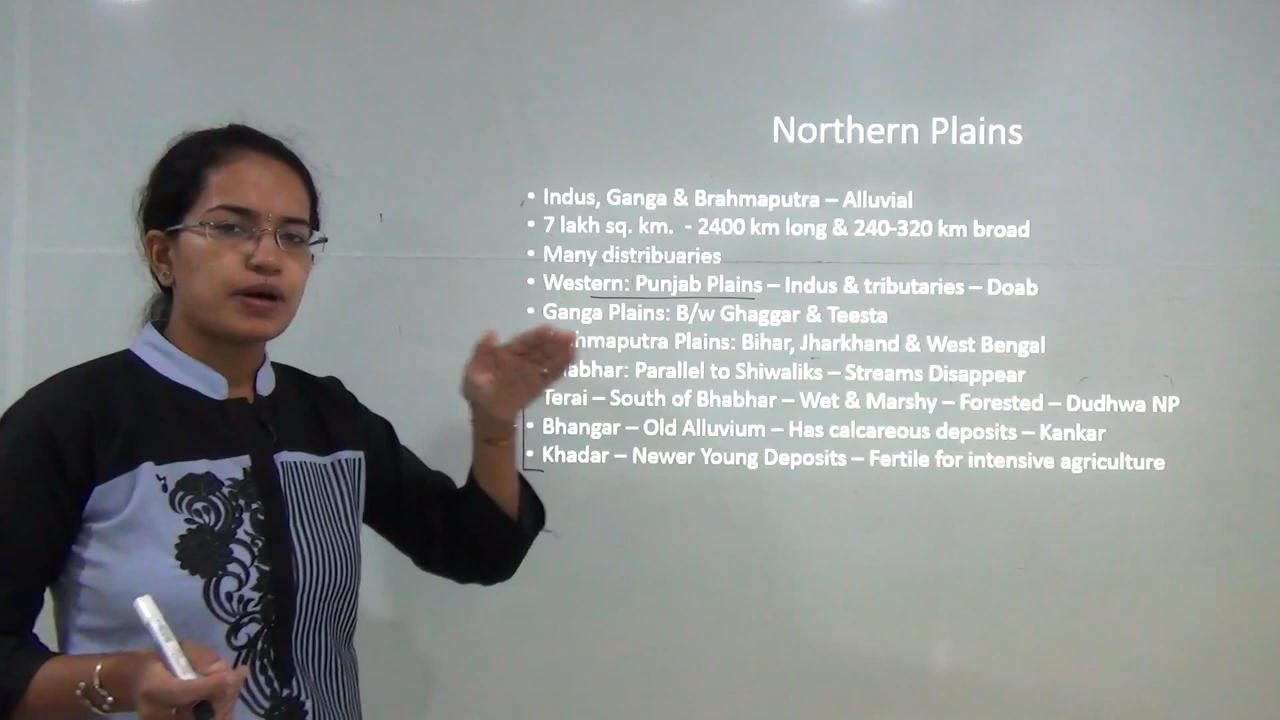 Northern Plains
• Indus, Ganga & Brahmaputra – Alluvial
• 7 lakh sq. km. - 2400 km long & 240-320 km broad
• Many distribuaries
• Western: Punjab Plains – Indus & tributaries – Doab
• Ganga Plains: B/w Ghaggar & Teesta
hmaputra Plains: Bihar, Jharkhand & West Bengal
abhar: Parallel to Shiwaliks – Streams Disappear
Terai – South of Bhabhar – Wet & Marshy – Forested – Dudhwa NP
• Bhangar – Old Alluvium – Has calcareous deposits – Kankar
• Khadar – Newer Young Deposits – Fertile for intensive agriculture